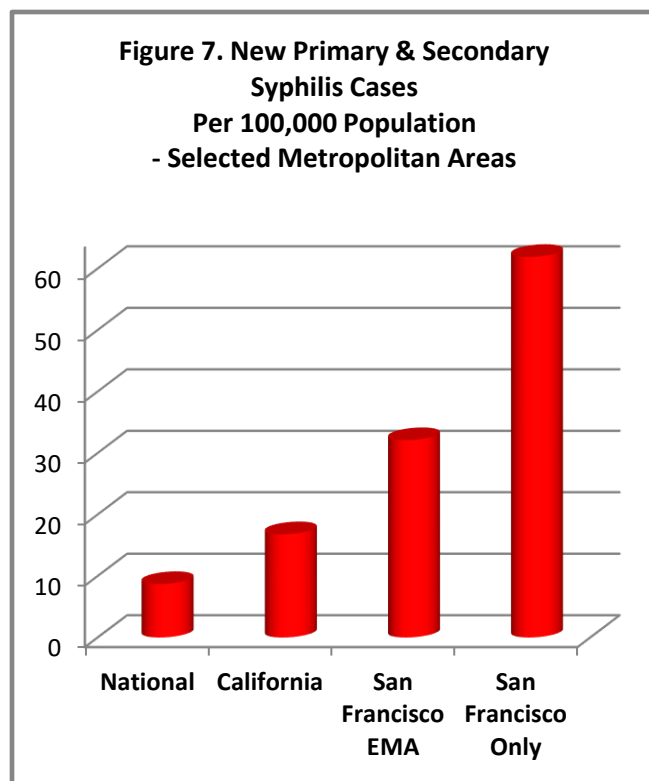 Figure 7. New Primary & Secondary
Syphilis Cases
Per 100,000 Population
- Selected Metropolitan Areas
60
50
40
30
20
10
0
National
California
San
Francisco
EMA
San
Francisco
Only